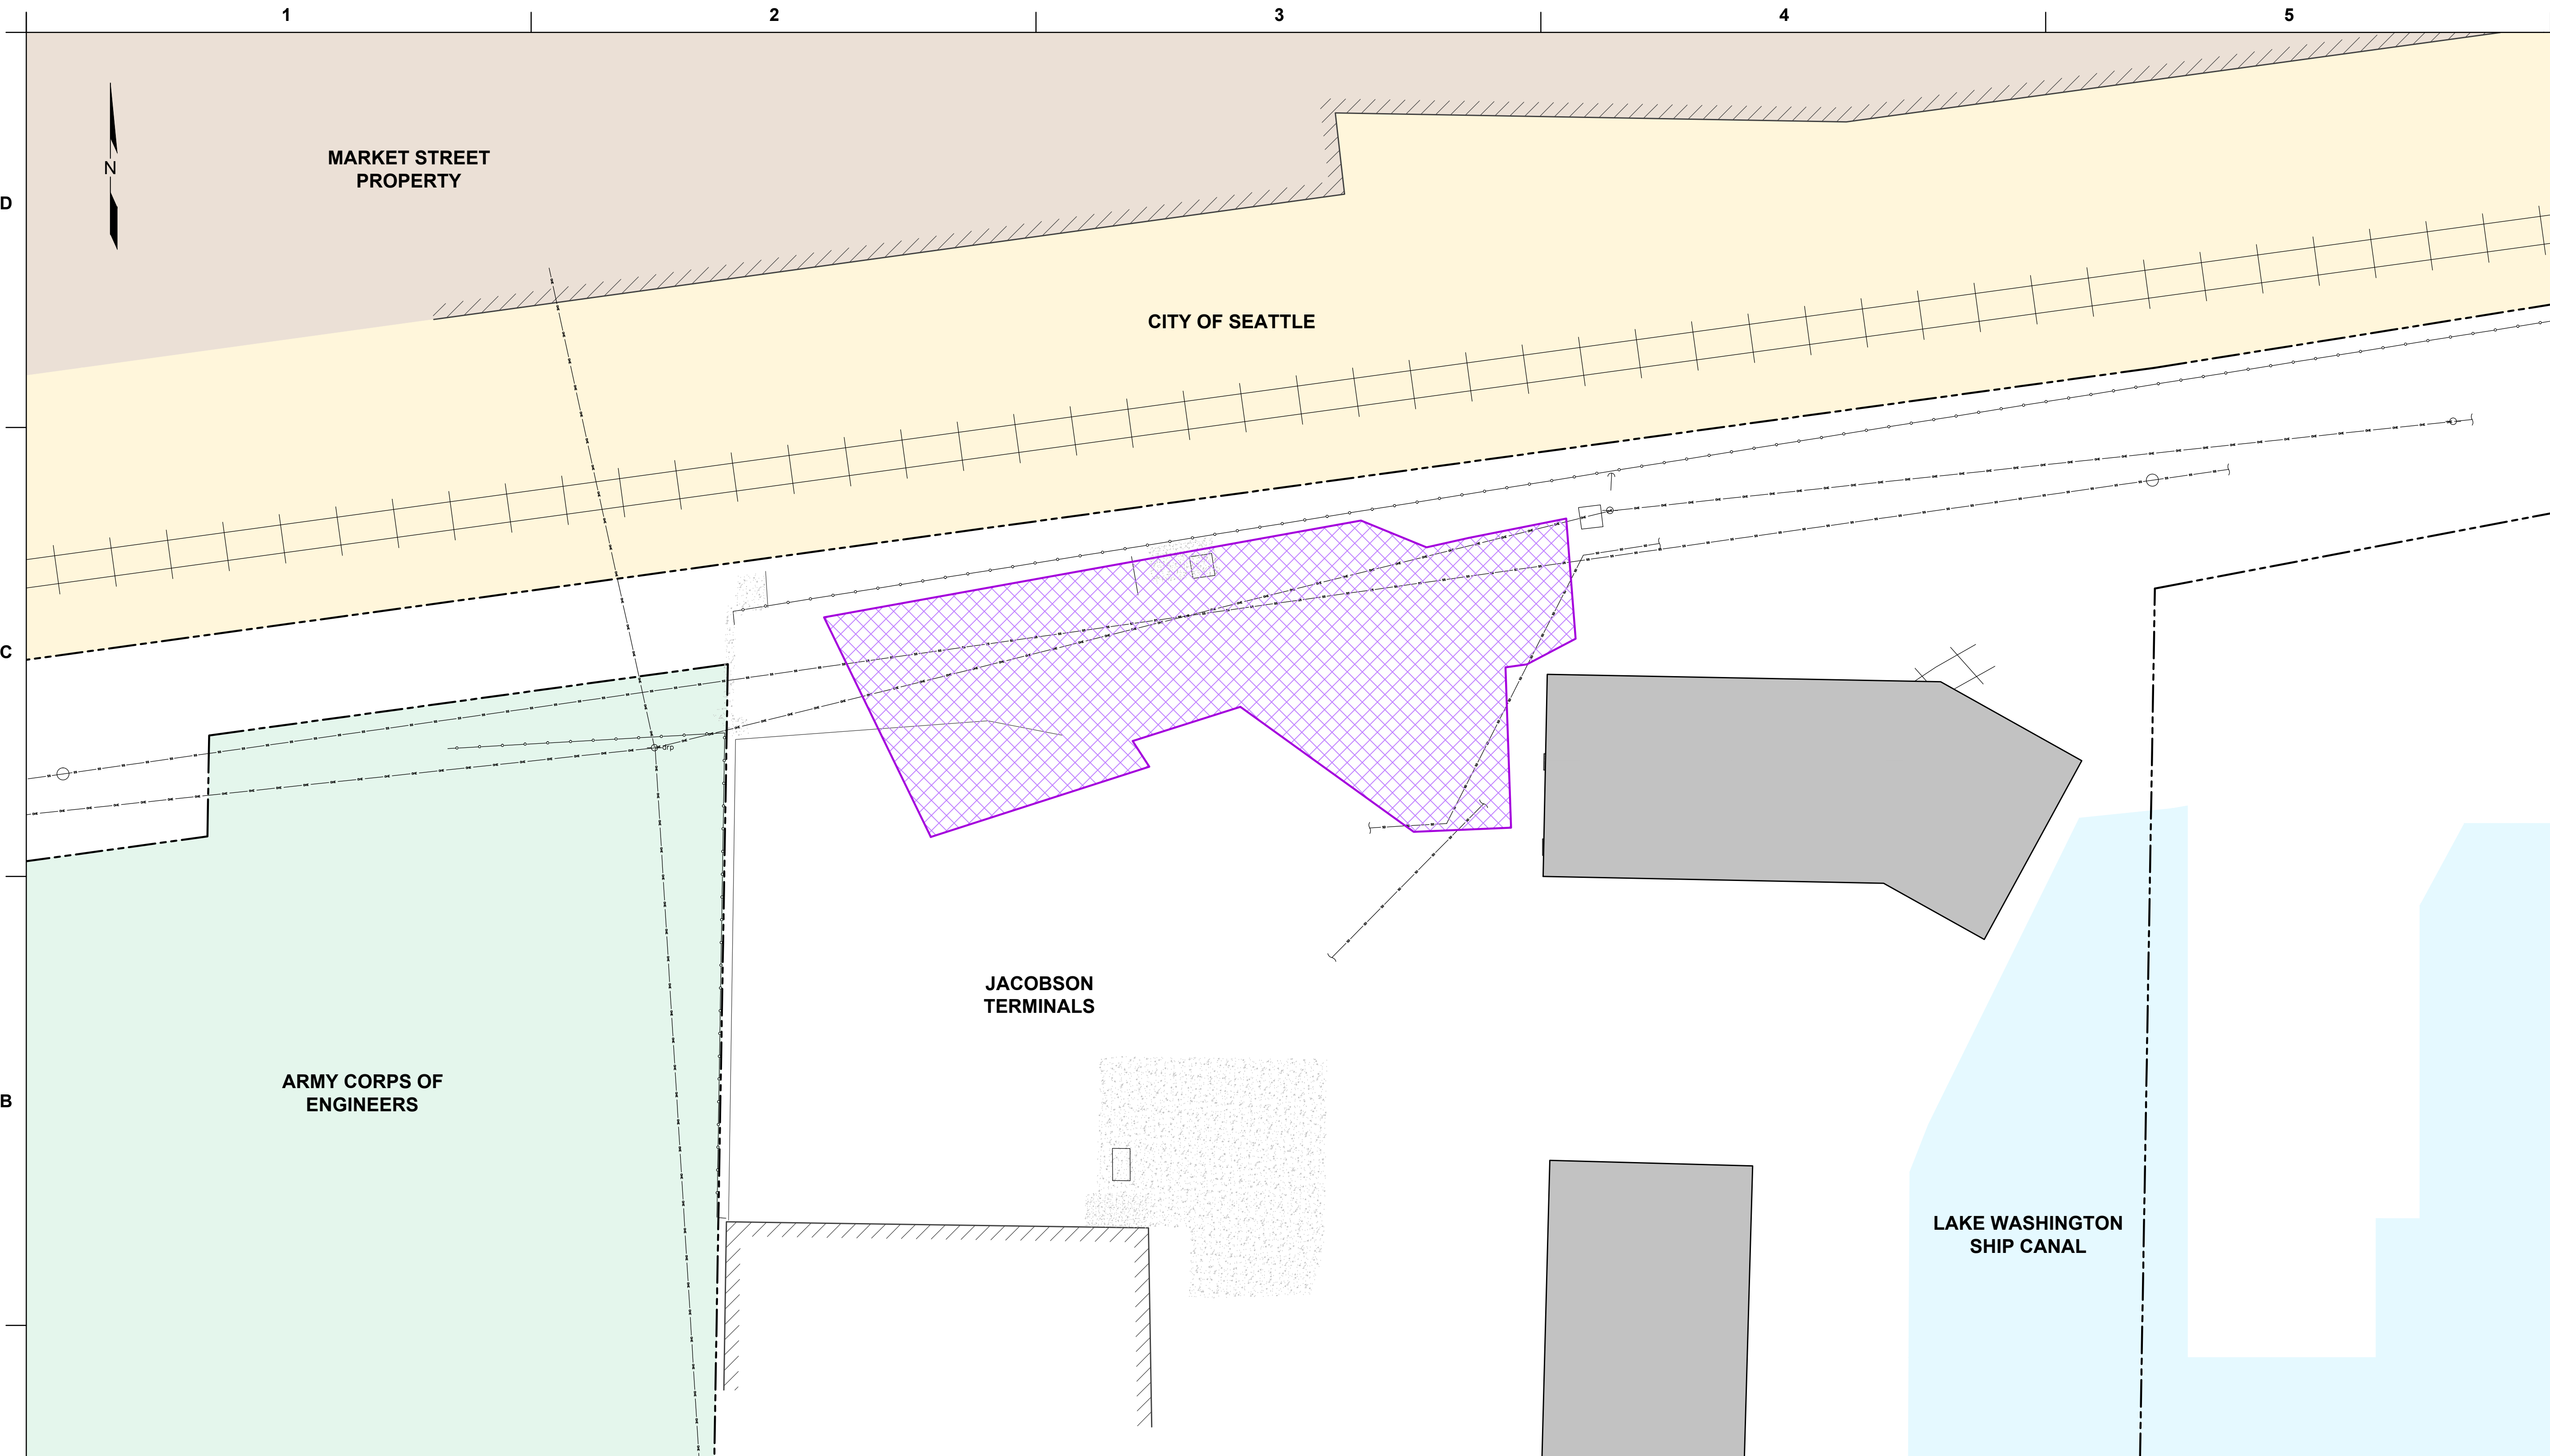 1 2 3 4 5
D
N
MARKET STREET
PROPERTY
CITY OF SEATTLE
C
drp
JACOBSON
TERMINALS
ARMY CORPS OF
ENGINEERS
B
LAKE WASHINGTON
SHIP CANAL